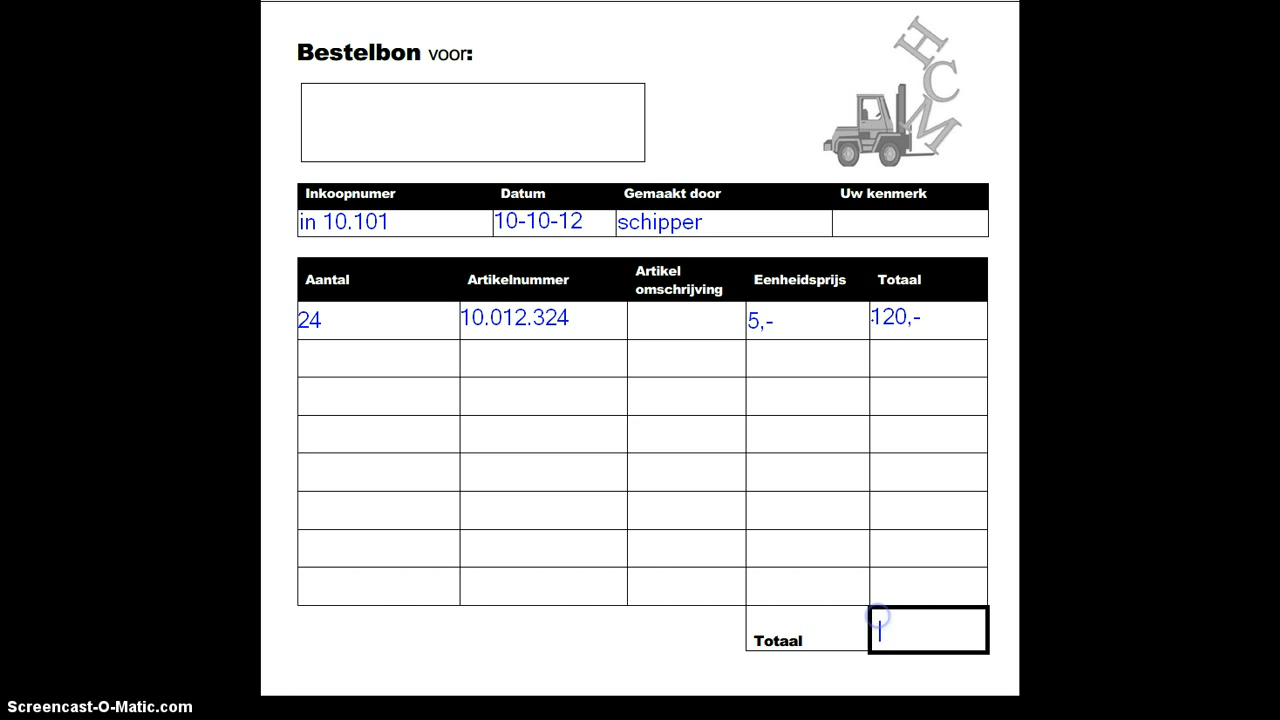 HCM
Bestelbon voor:
Inkoopnumer Datum Gemaakt door Uw kenmerk
in 10.101 10-10-12 schipper
Aantal Artikelnummer Artikel omschrijving Eenheidsprijs Totaal
24 10.012.324 5,- 120,-
Totaal
Screencast-O-Matic.com